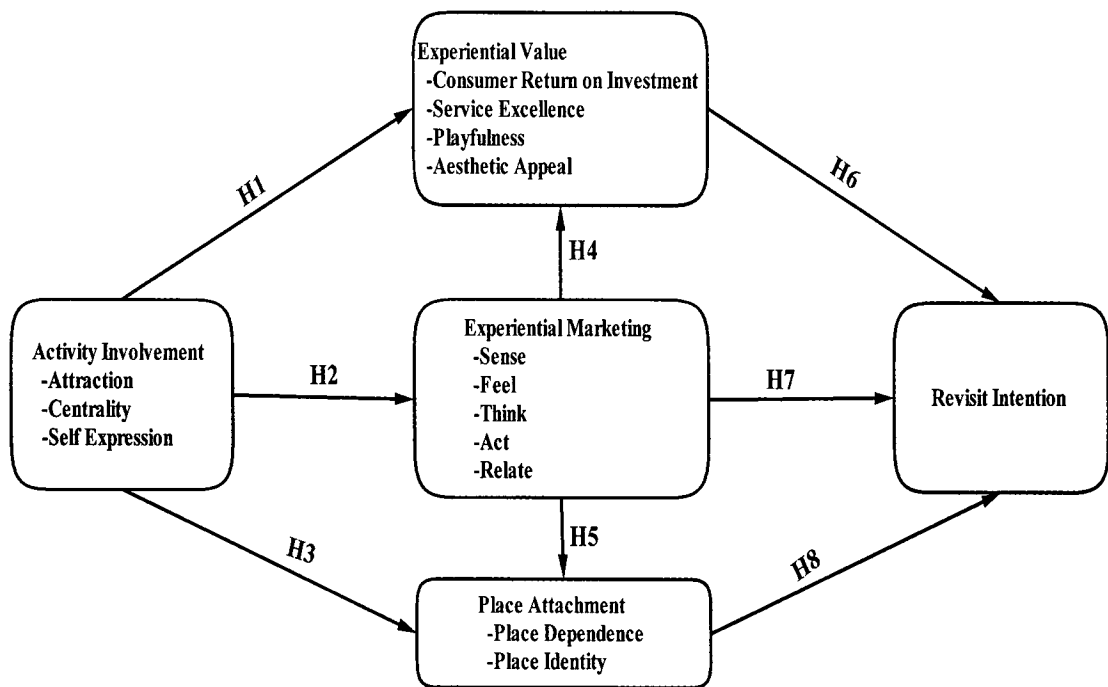 Experiential Value
-Consumer Return on Investment
-Service Excellence
-Playfulness
-Aesthetic Appeal
H1
H6
H4
Activity Involvement
-Attraction
-Centrality
-Self Expression
H2
Experiential Marketing
-Sense
-Feel
-Think
-Act
-Relate
H7
Revisit Intention
H3
H5
H8
Place Attachment
-Place Dependence
-Place Identity